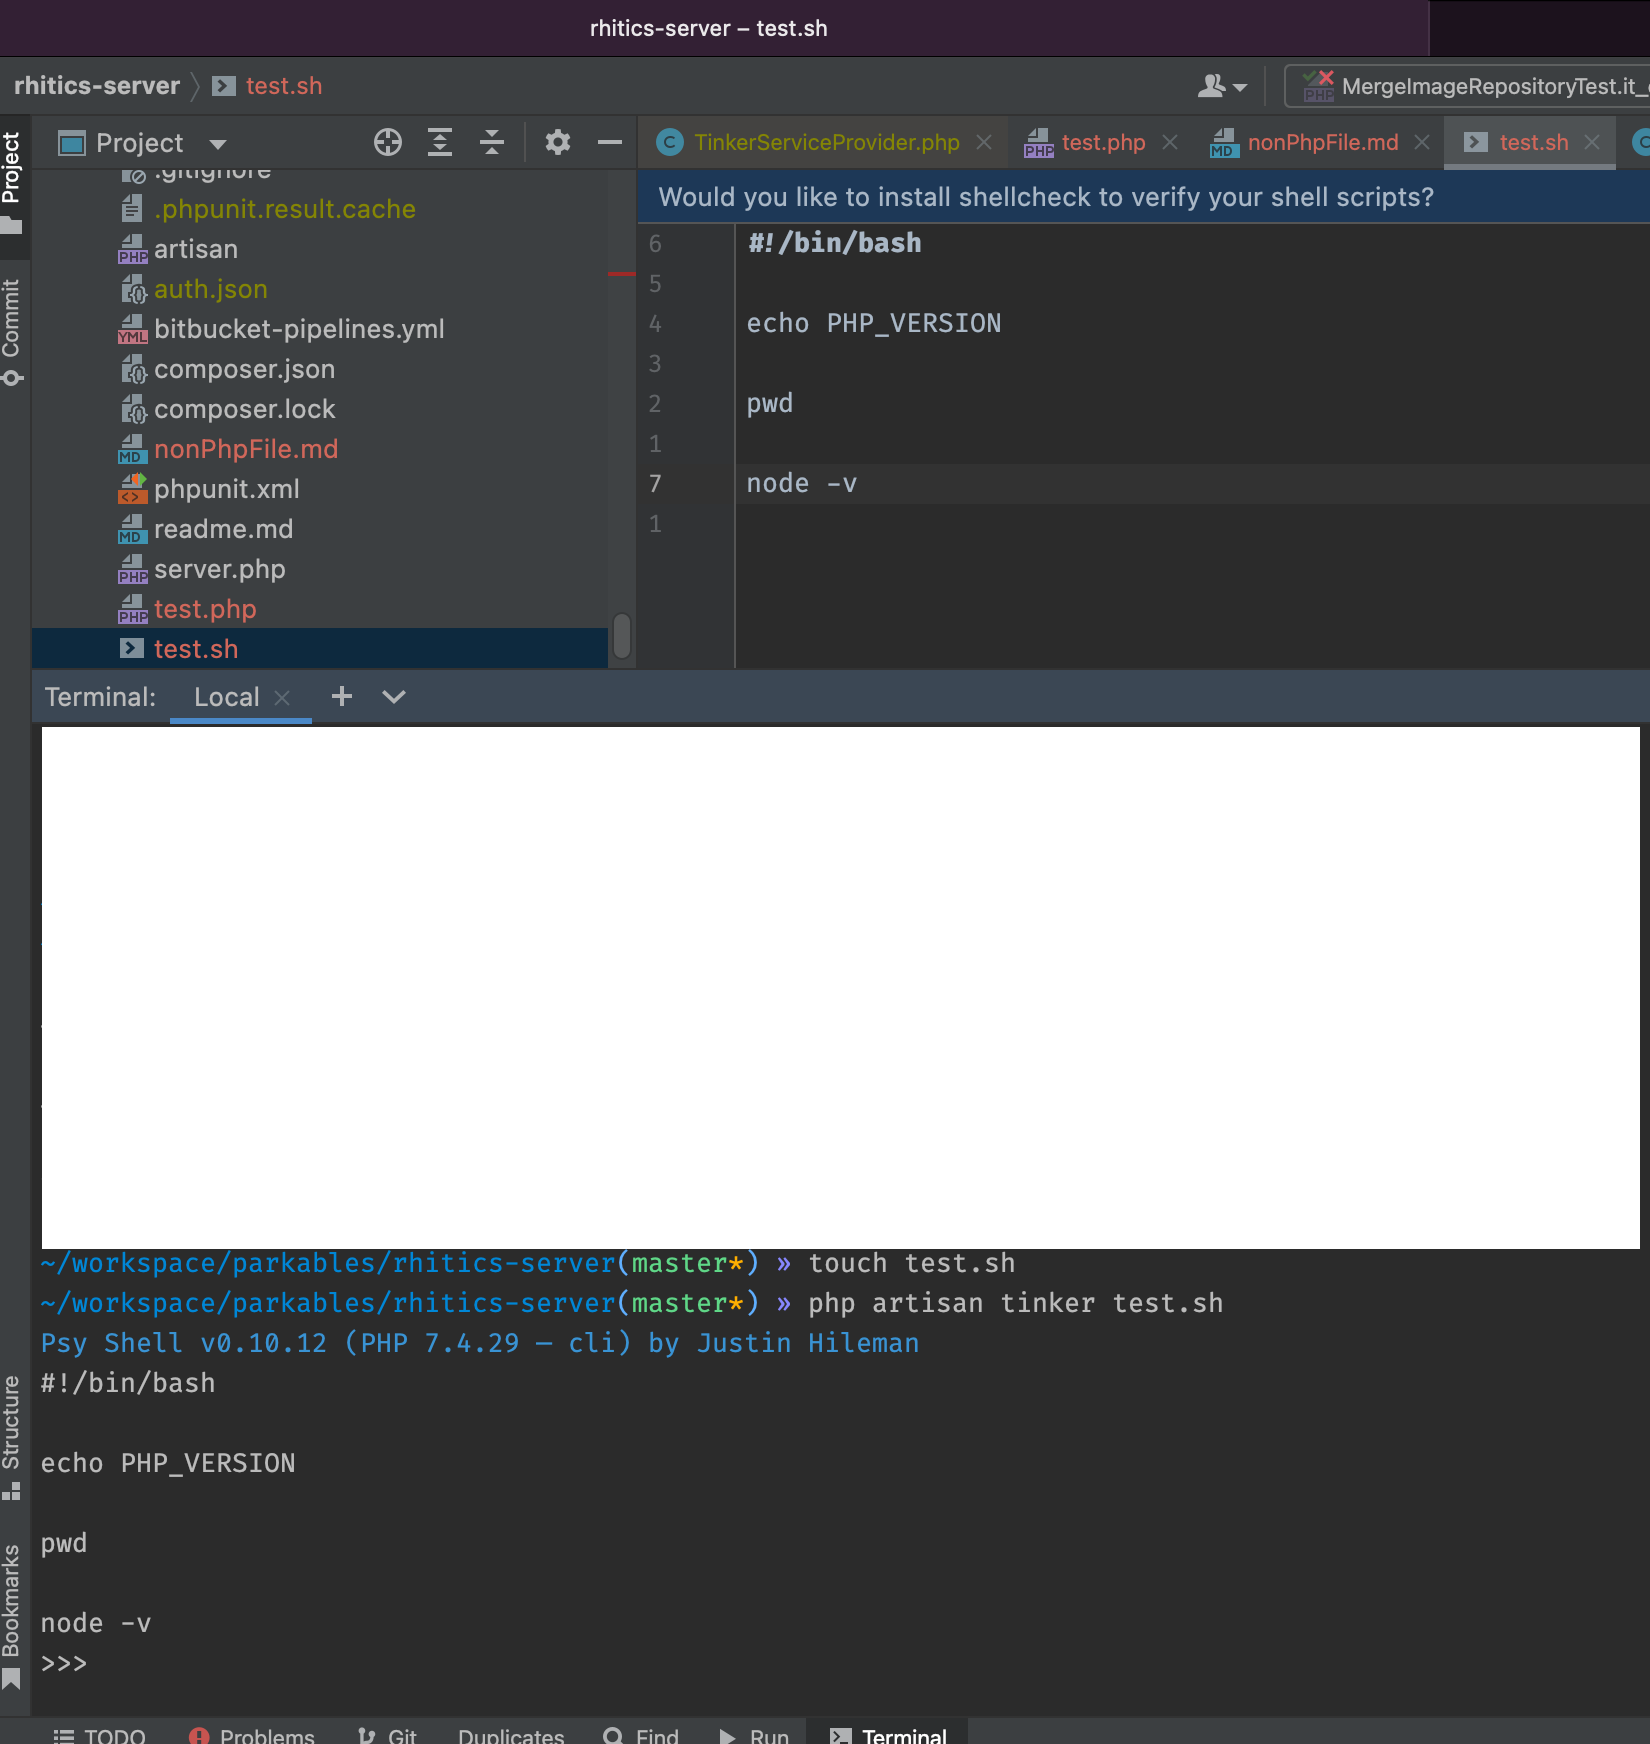 rhitics-server – test.sh
rhitics-server
test.sh
MergeImageRepositoryTest.it_
Project
Commit
Structure
Bookmarks
Project
TinkerServiceProvider.php
test.php
nonPhpFile.md
test.sh
.gitignore
.phpunit.result.cache
artisan
auth.json
bitbucket-pipelines.yml
composer.json
composer.lock
nonPhpFile.md
phpunit.xml
readme.md
server.php
test.php
test.sh
Would you like to install shellcheck to verify your shell scripts?
6 #!/bin/bash
5
4 echo PHP_VERSION
3
2 pwd
1
7 node -v
1
Terminal: Local
~/workspace/parkables/rhitics-server(master*) » touch test.sh
~/workspace/parkables/rhitics-server(master*) » php artisan tinker test.sh
Psy Shell v0.10.12 (PHP 7.4.29 — cli) by Justin Hileman
#!/bin/bash
echo PHP_VERSION
pwd
node -v
>>>
TODO Problems Git Duplicates Find Run Terminal